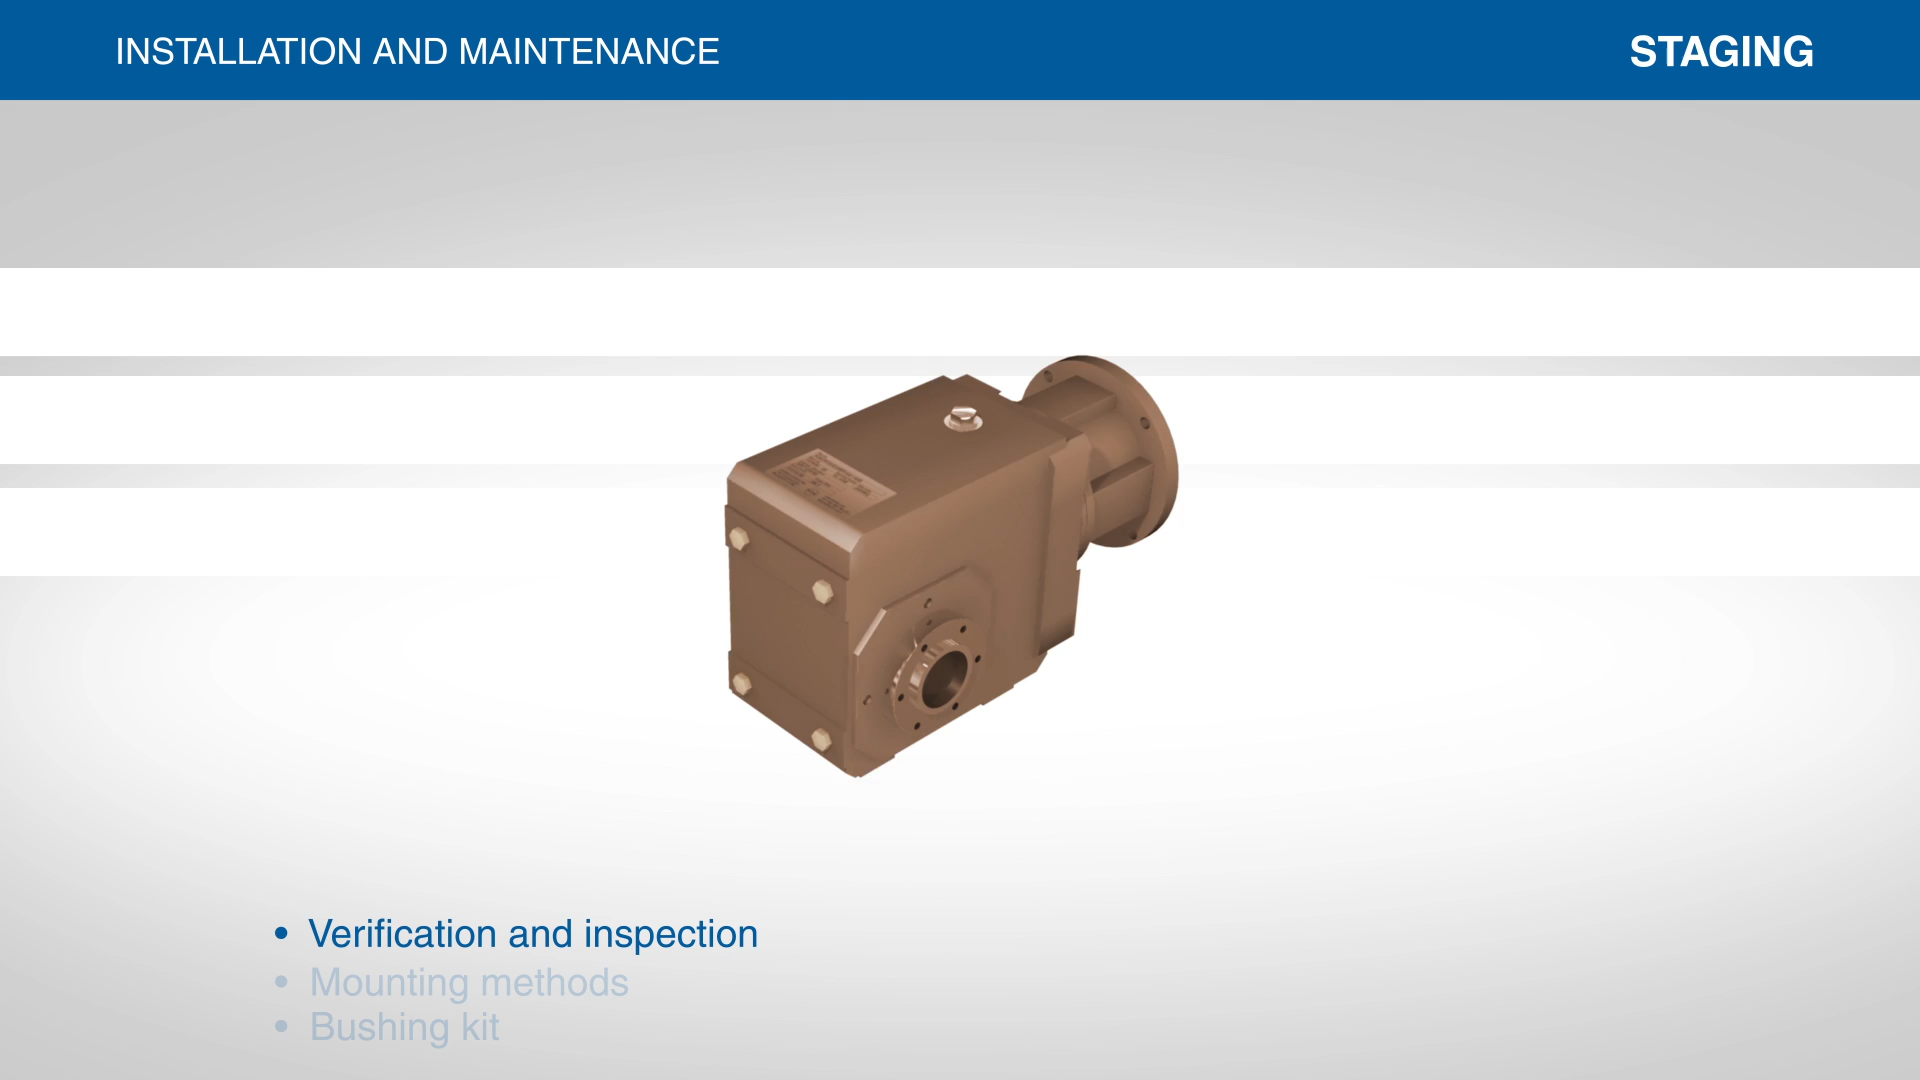 INSTALLATION AND MAINTENANCE
STAGING
• Verification and inspection
• Mounting methods
• Bushing kit